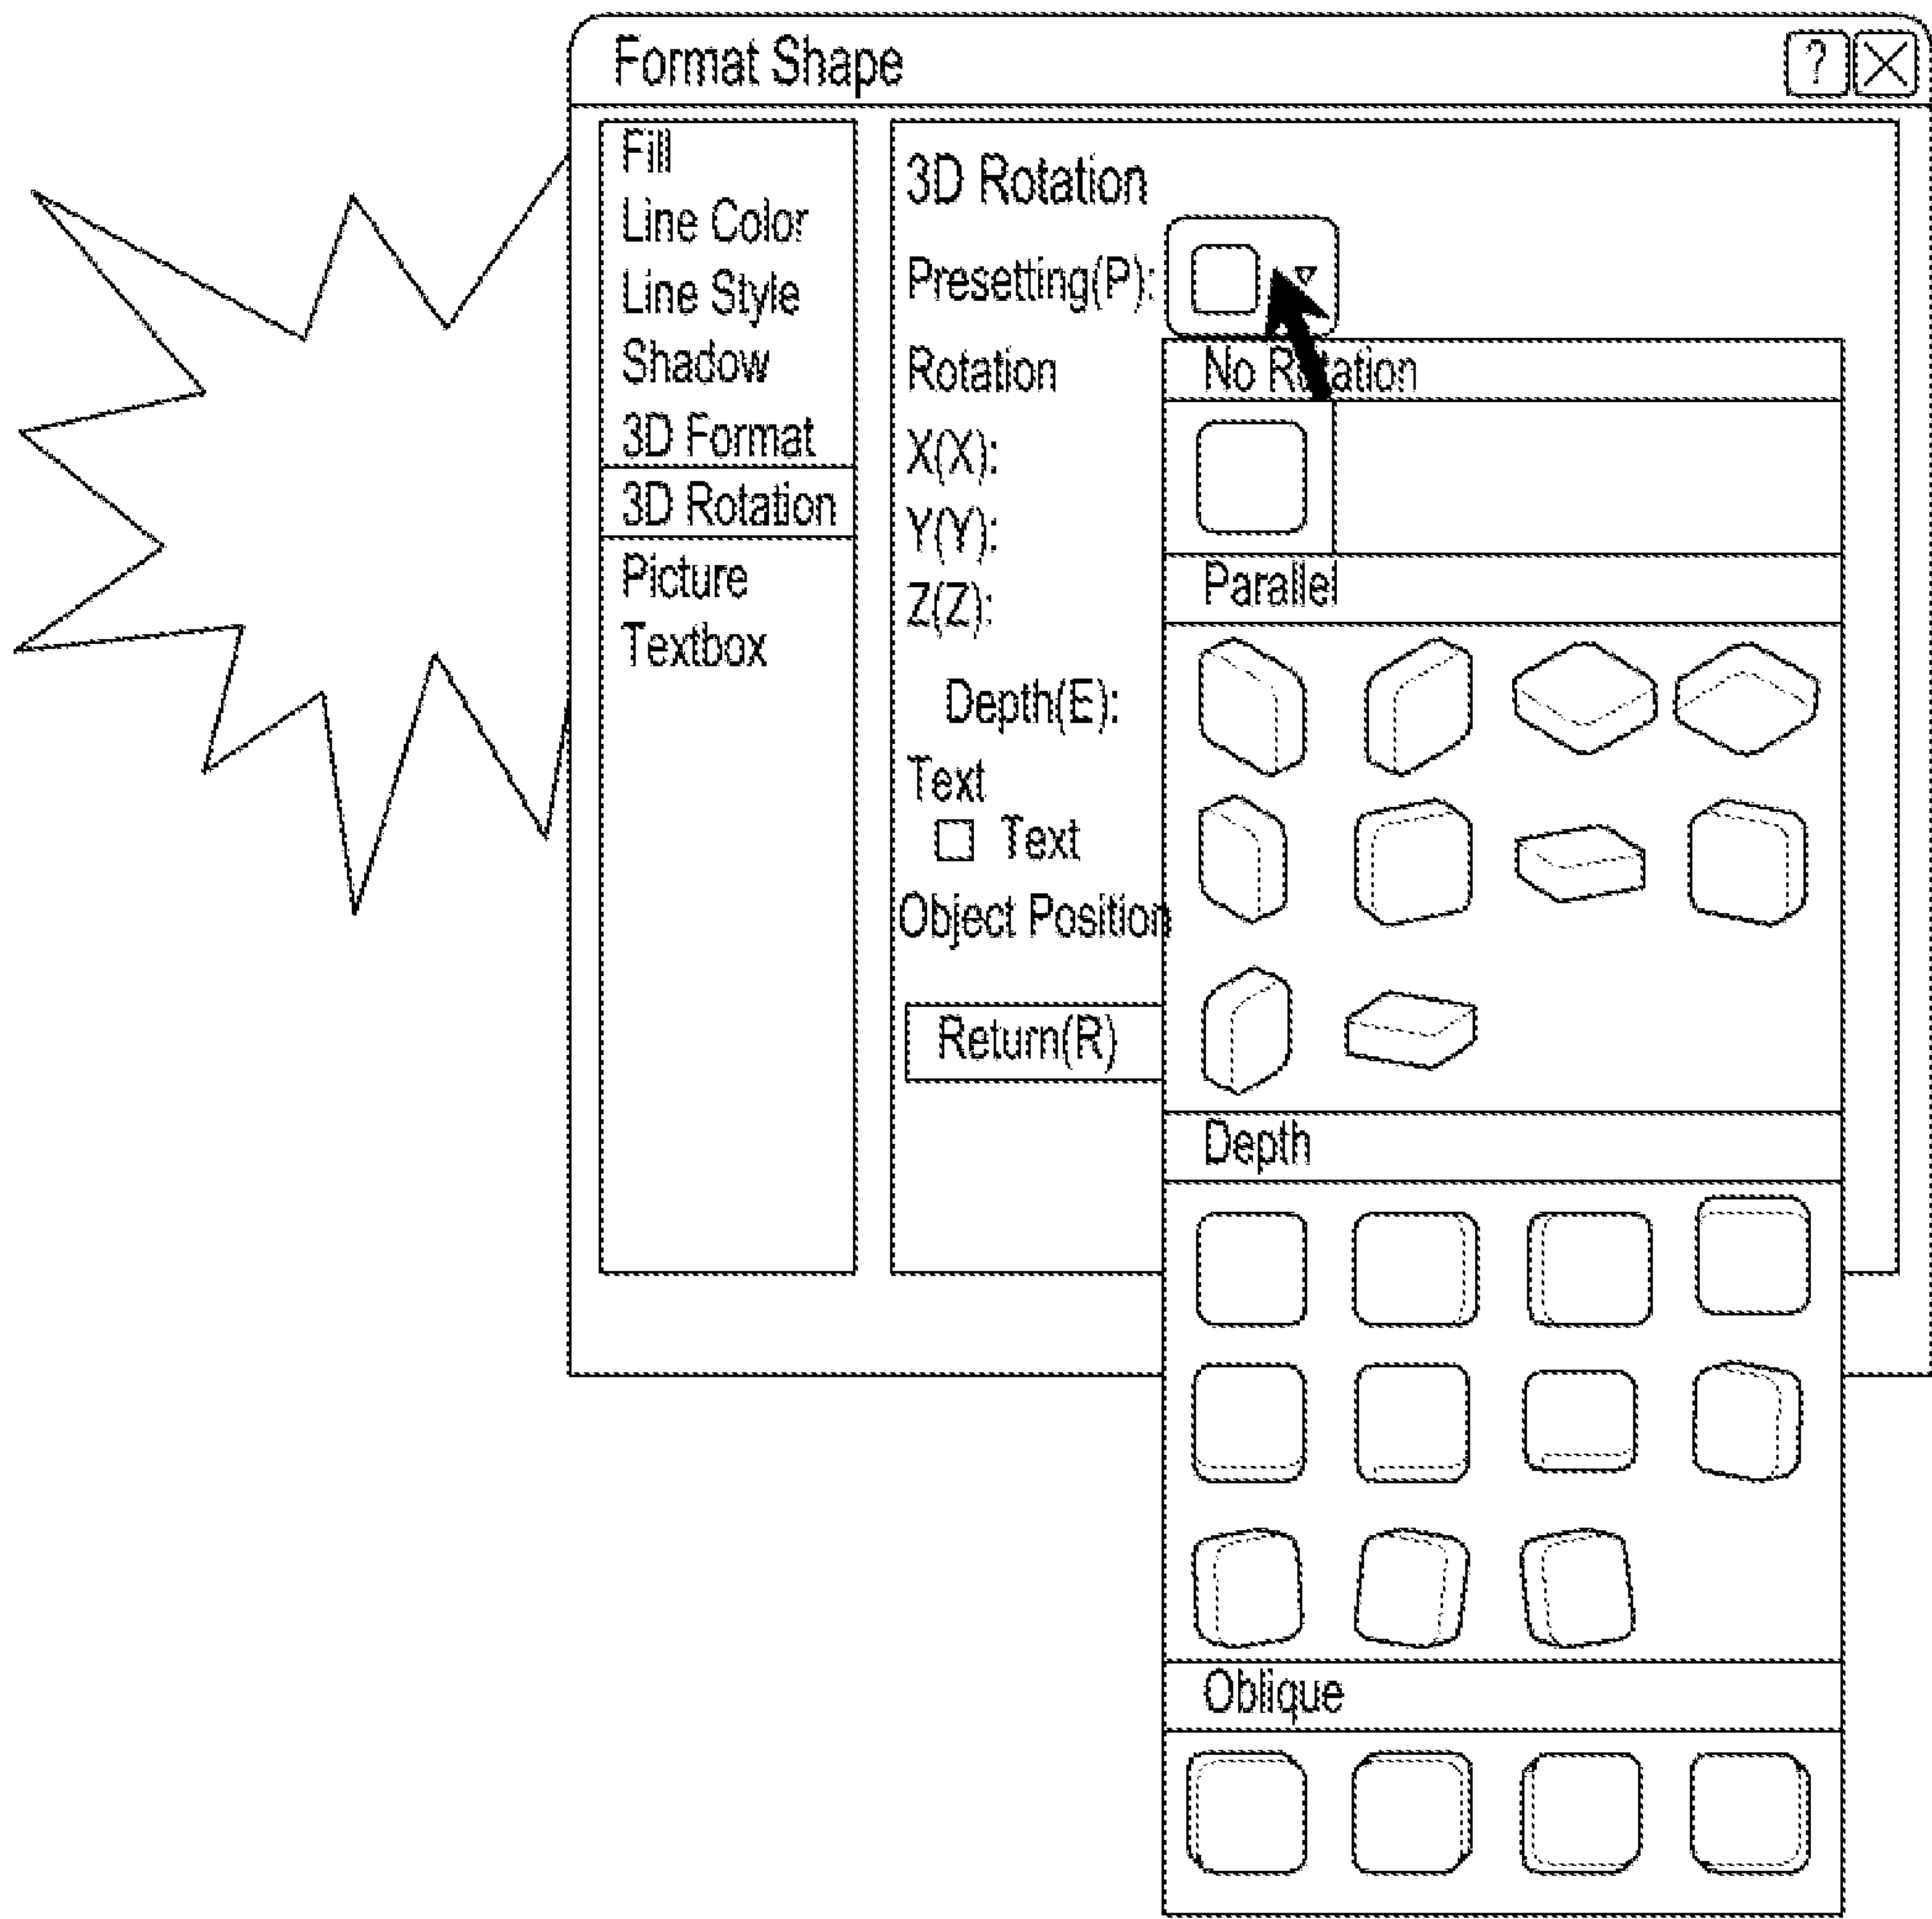 Format Shape
?
Fill
Line Color
Line Style
Shadow
3D Format
3D Rotation
Picture
Textbox
3D Rotation
Presetting(P):
Rotation
X(X):
Y(Y):
Z(Z):
Depth(E):
Text
Text
Object Position
Return(R)
No Rotation
Parallel
Depth
Oblique